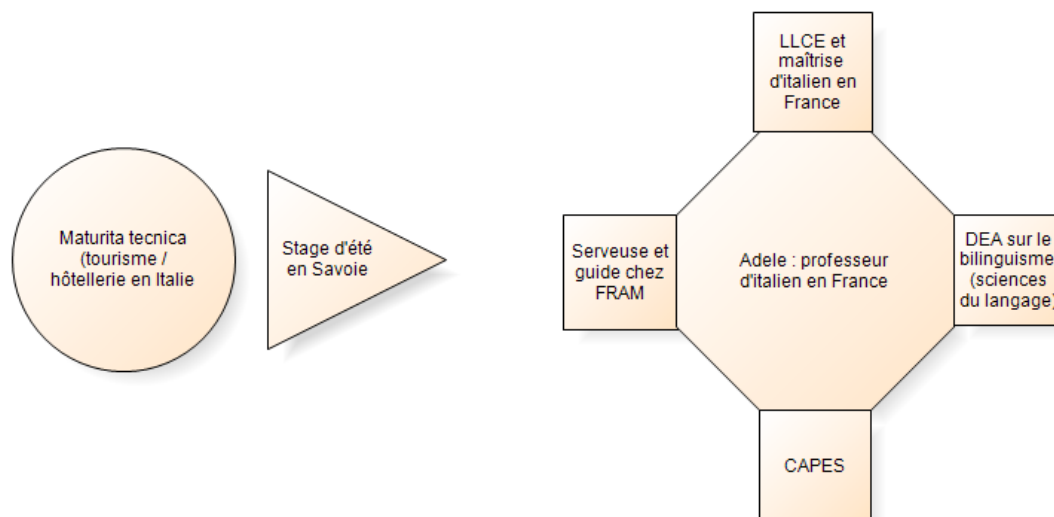 Maturita tecnica
(tourisme /
hôtellerie en Italie
Stage d'été
en Savoie
LLCE et
maîtrise
d'italien en
France
Serveuse et
guide chez
FRAM
Adele : professeur
d'italien en France
DEA sur le
bilinguisme
(sciences
du langage)
CAPES